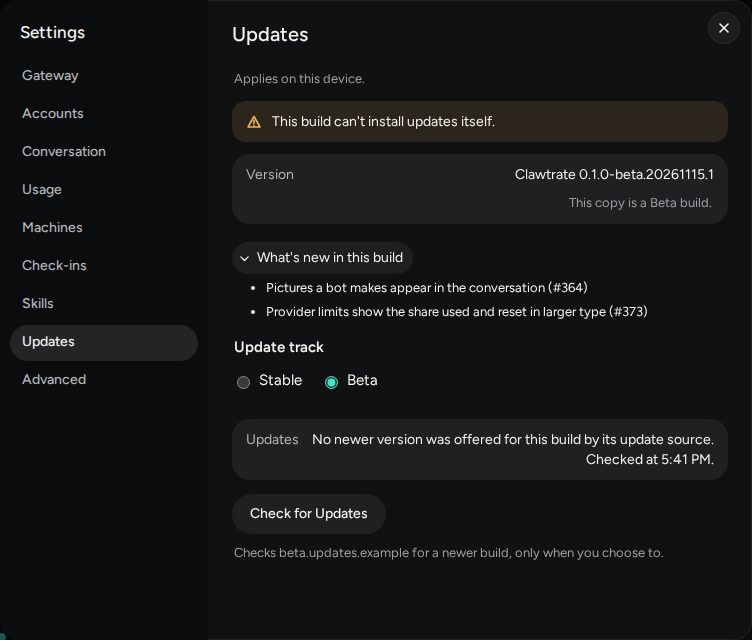 Settings
Gateway
Accounts
Conversation
Usage
Machines
Check-ins
Skills
Updates
Advanced
Updates
Applies on this device.
This build can't install updates itself.
Version Clawtrate 0.1.0-beta.20261115.1
This copy is a Beta build.
What's new in this build
• Pictures a bot makes appear in the conversation (#364)
• Provider limits show the share used and reset in larger type (#373)
Update track
Stable Beta
Updates No newer version was offered for this build by its update source.
Checked at 5:41 PM.
Check for Updates
Checks beta.updates.example for a newer build, only when you choose to.